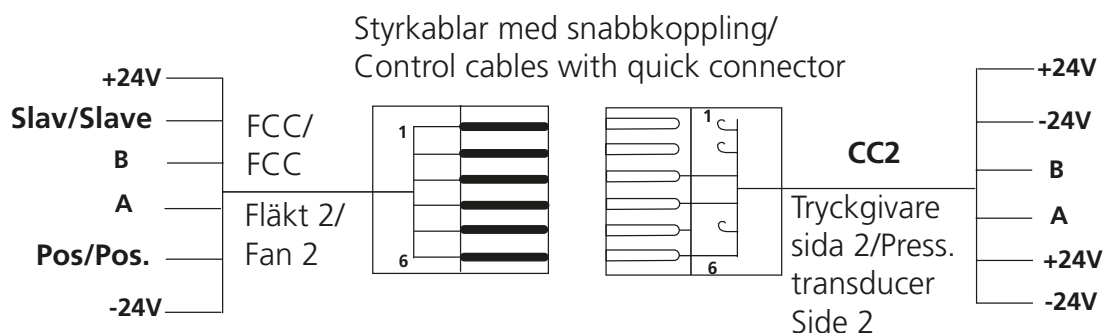 Styrkablar med snabbkoppling/
Control cables with quick connector
+24V
Slav/Slave
B
A
Pos/Pos.
-24V
FCC/
FCC
Fläkt 2/
Fan 2
1
6
1
6
CC2
Tryckgivare
sida 2/Press.
transducer
Side 2
+24V
-24V
B
A
+24V
-24V